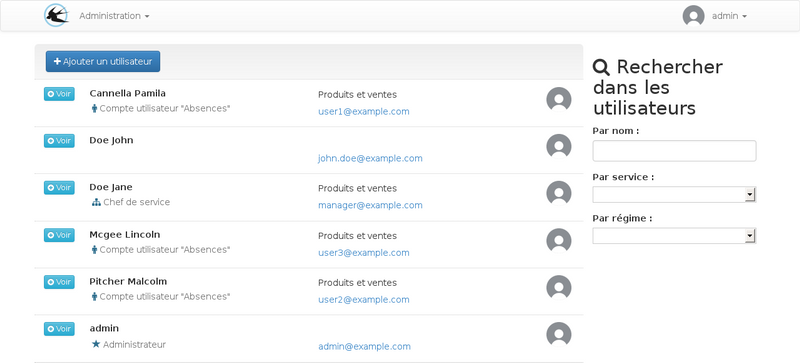 Administration
admin
Ajouter un utilisateur
Voir
Cannella Pamila
Produits et ventes
Compte utilisateur "Absences"
user1@example.com
Voir
Doe John
john.doe@example.com
Voir
Doe Jane
Produits et ventes
Chef de service
manager@example.com
Voir
Mcgee Lincoln
Produits et ventes
Compte utilisateur "Absences"
user3@example.com
Voir
Pitcher Malcolm
Produits et ventes
Compte utilisateur "Absences"
user2@example.com
Voir
admin
Administrateur
admin@example.com
Rechercher
dans les
utilisateurs
Par nom :
Par service :
Par régime :